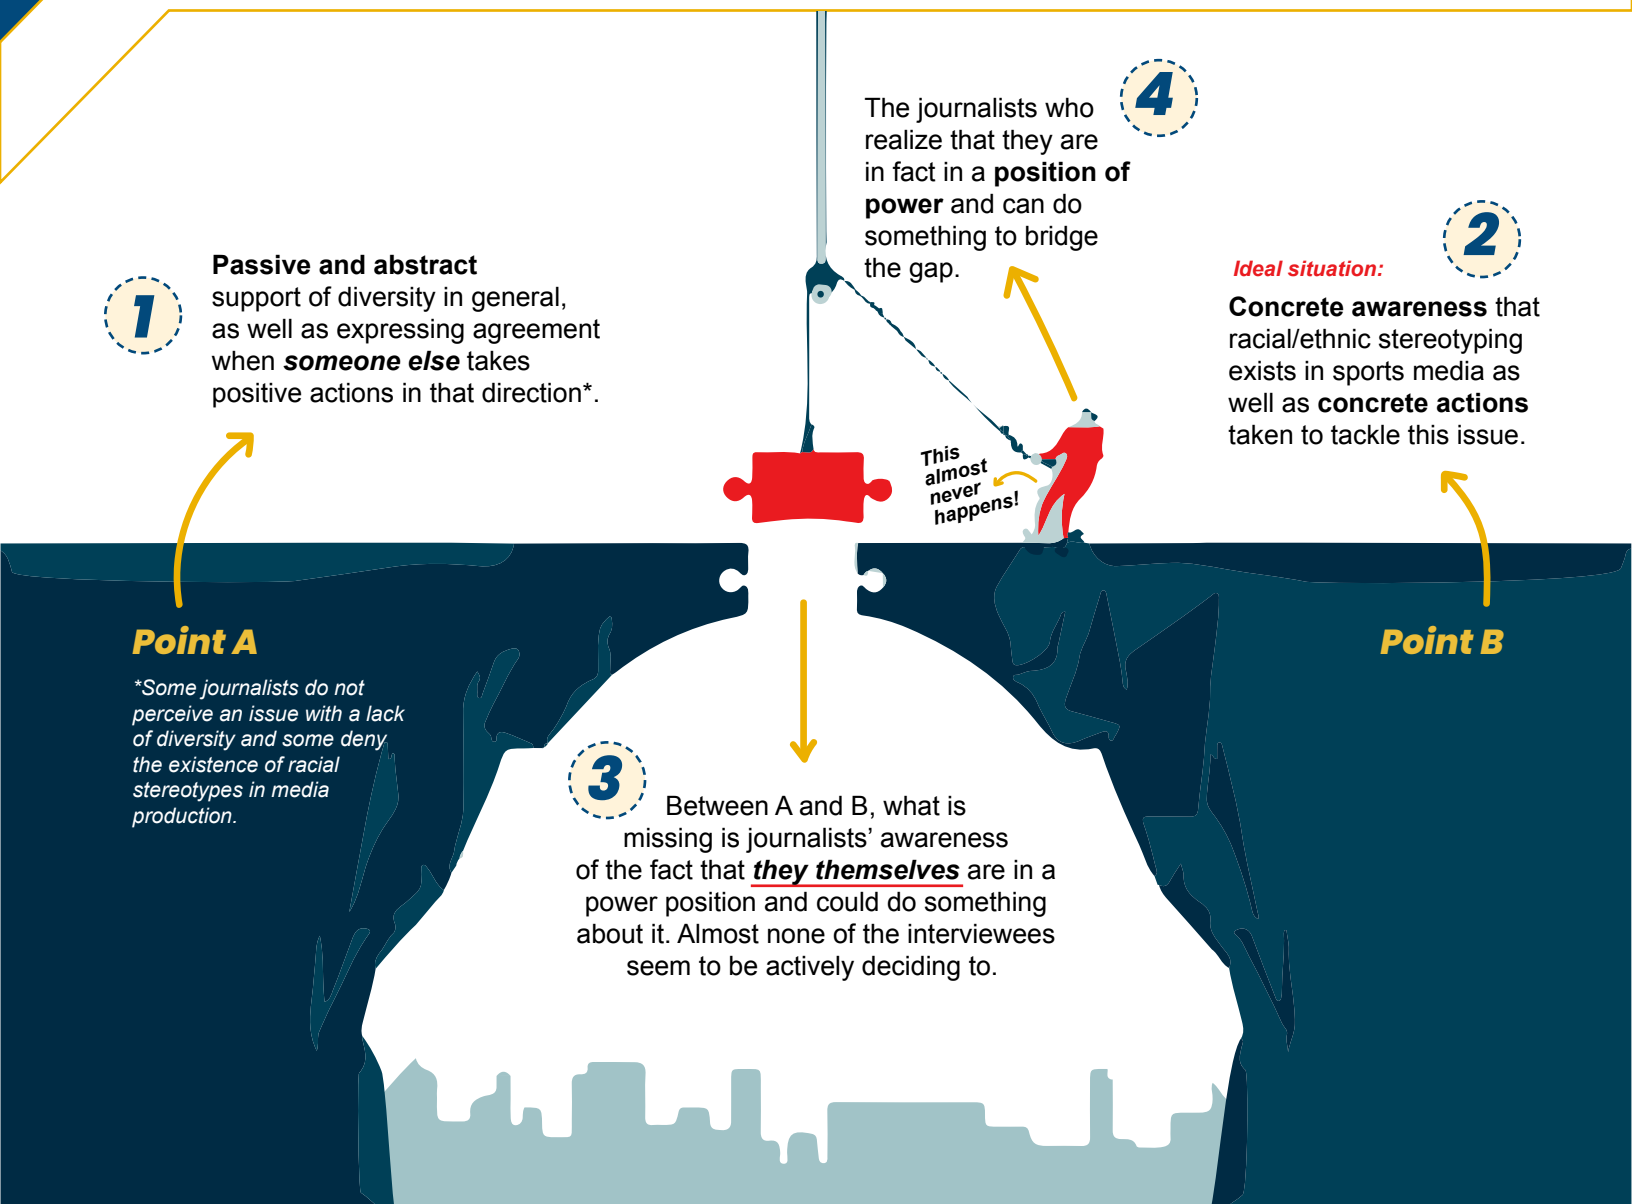 1
Passive and abstract
support of diversity in general,
as well as expressing agreement
when someone else takes
positive actions in that direction*.
Point A
*Some journalists do not
perceive an issue with a lack
of diversity and some deny
the existence of racial
stereotypes in media
production.
2
Ideal situation:
Concrete awareness that
racial/ethnic stereotyping
exists in sports media as
well as concrete actions
taken to tackle this issue.
Point B
3
Between A and B, what is
missing is journalists’ awareness
of the fact that they themselves are in a
power position and could do something
about it. Almost none of the interviewees
seem to be actively deciding to.
4
The journalists who
realize that they are
in fact in a position of
power and can do
something to bridge
the gap.
This
almost
never
happens!